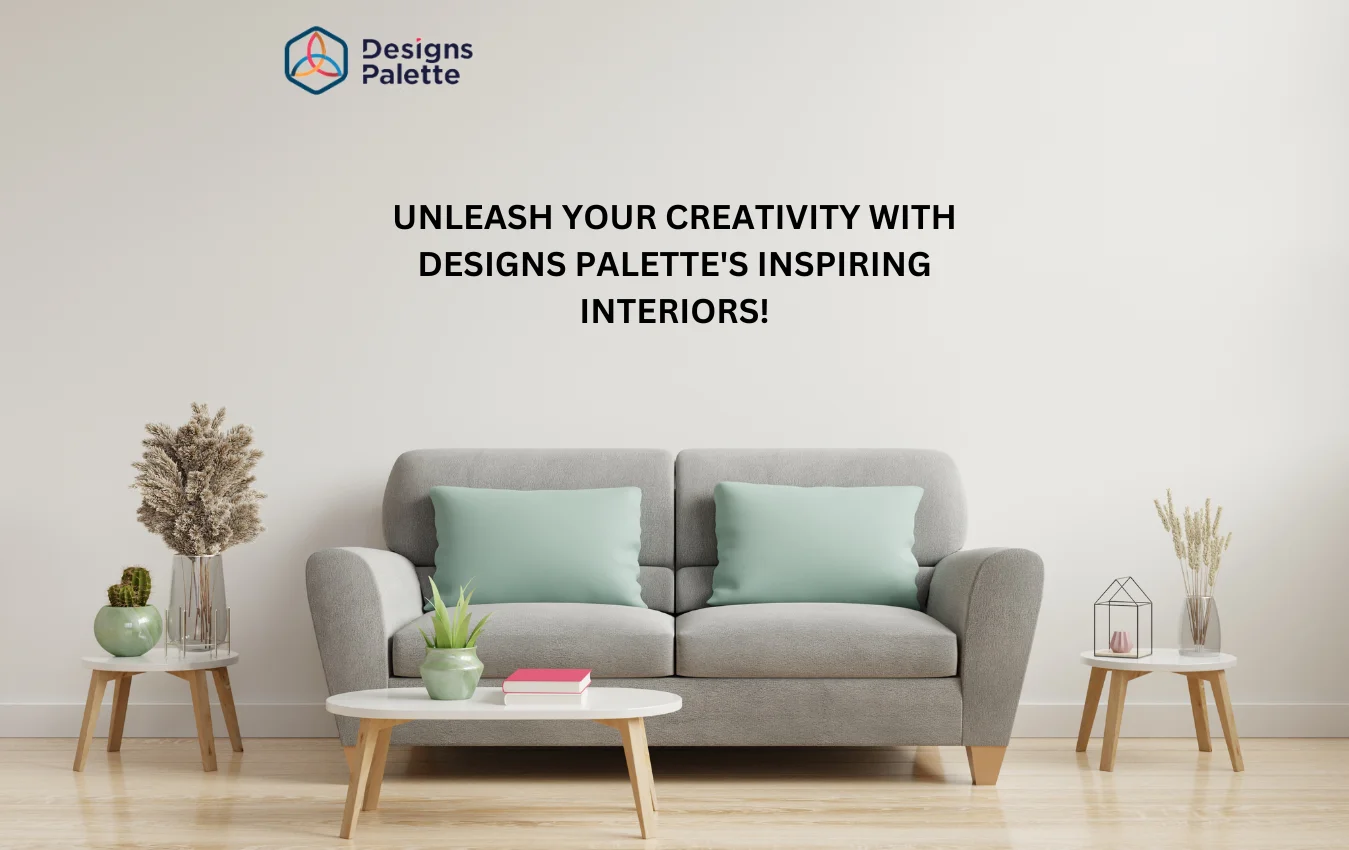 Designs
Palette
UNLEASH YOUR CREATIVITY WITH
DESIGNS PALETTE'S INSPIRING
INTERIORS!